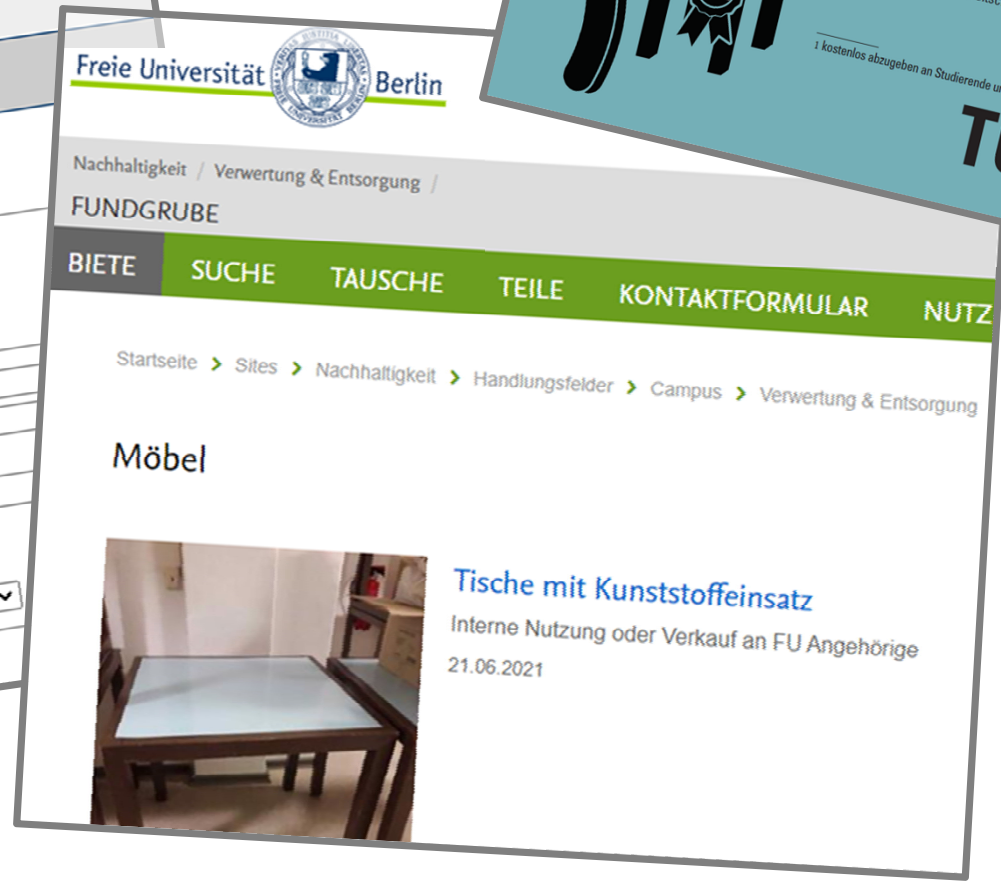 1 kostenlos abzugeben an Studierende
Freie Universität Berlin
Nachhaltigkeit / Verwertung & Entsorgung /
FUNDGRUBE
BIETE SUCHE TAUSCHE TEILE KONTAKTFORMULAR NUTZ
Startseite > Sites > Nachhaltigkeit > Handlungsfelder > Campus > Verwertung & Entsorgung
Möbel
Tische mit Kunststoffeinsatz
Interne Nutzung oder Verkauf an FU Angehörige
21.06.2021